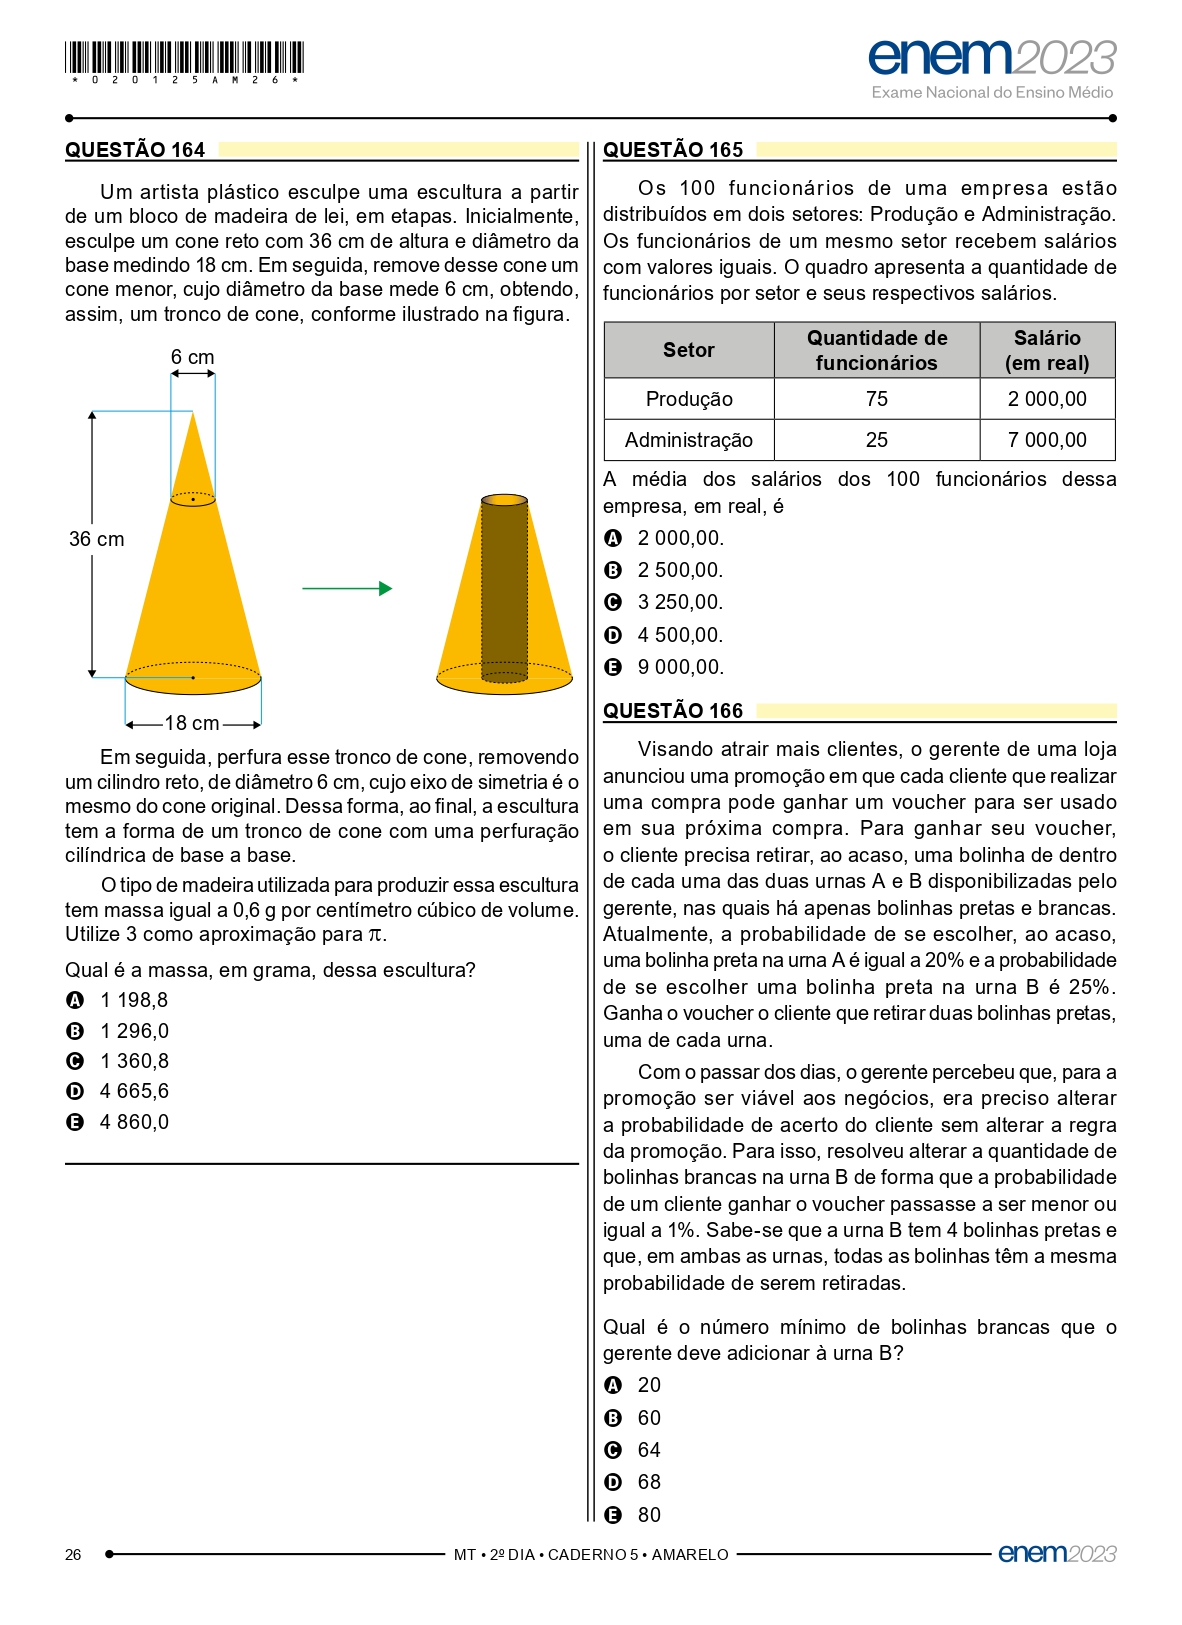 *020125AM26*
enem2023
Exame Nacional do Ensino Médio
QUESTÃO 164
Um artista plástico esculpe uma escultura a partir
de um bloco de madeira de lei, em etapas. Inicialmente,
esculpe um cone reto com 36 cm de altura e diâmetro da
base medindo 18 cm. Em seguida, remove desse cone um
cone menor, cujo diâmetro da base mede 6 cm, obtendo,
assim, um tronco de cone, conforme ilustrado na figura.
6 cm
36 cm
18 cm
Em seguida, perfura esse tronco de cone, removendo
um cilindro reto, de diâmetro 6 cm, cujo eixo de simetria é o
mesmo do cone original. Dessa forma, ao final, a escultura
tem a forma de um tronco de cone com uma perfuração
cilíndrica de base a base.
O tipo de madeira utilizada para produzir essa escultura
tem massa igual a 0,6 g por centímetro cúbico de volume.
Utilize 3 como aproximação para π.
Qual é a massa, em grama, dessa escultura?
A 1 198,8
B 1 296,0
C 1 360,8
D 4 665,6
E 4 860,0
QUESTÃO 165
Os 100 funcionários de uma empresa estão
distribuídos em dois setores: Produção e Administração.
Os funcionários de um mesmo setor recebem salários
com valores iguais. O quadro apresenta a quantidade de
funcionários por setor e seus respectivos salários.
Setor
Quantidade de
funcionários
Salário
(em real)
Produção 75 2 000,00
Administração 25 7 000,00
A média dos salários dos 100 funcionários dessa
empresa, em real, é
A 2 000,00.
B 2 500,00.
C 3 250,00.
D 4 500,00.
E 9 000,00.
QUESTÃO 166
Visando atrair mais clientes, o gerente de uma loja
anunciou uma promoção em que cada cliente que realizar
uma compra pode ganhar um voucher para ser usado
em sua próxima compra. Para ganhar seu voucher,
o cliente precisa retirar, ao acaso, uma bolinha de dentro
de cada uma das duas urnas A e B disponibilizadas pelo
gerente, nas quais há apenas bolinhas pretas e brancas.
Atualmente, a probabilidade de se escolher, ao acaso,
uma bolinha preta na urna A é igual a 20% e a probabilidade
de se escolher uma bolinha preta na urna B é 25%.
Ganha o voucher o cliente que retirar duas bolinhas pretas,
uma de cada urna.
Com o passar dos dias, o gerente percebeu que, para a
promoção ser viável aos negócios, era preciso alterar
a probabilidade de acerto do cliente sem alterar a regra
da promoção. Para isso, resolveu alterar a quantidade de
bolinhas brancas na urna B de forma que a probabilidade
de um cliente ganhar o voucher passasse a ser menor ou
igual a 1%. Sabe-se que a urna B tem 4 bolinhas pretas e
que, em ambas as urnas, todas as bolinhas têm a mesma
probabilidade de serem retiradas.
Qual é o número mínimo de bolinhas brancas que o
gerente deve adicionar à urna B?
A 20
B 60
C 64
D 68
E 80
26
MT • 2º DIA • CADERNO 5 • AMARELO
enem2023